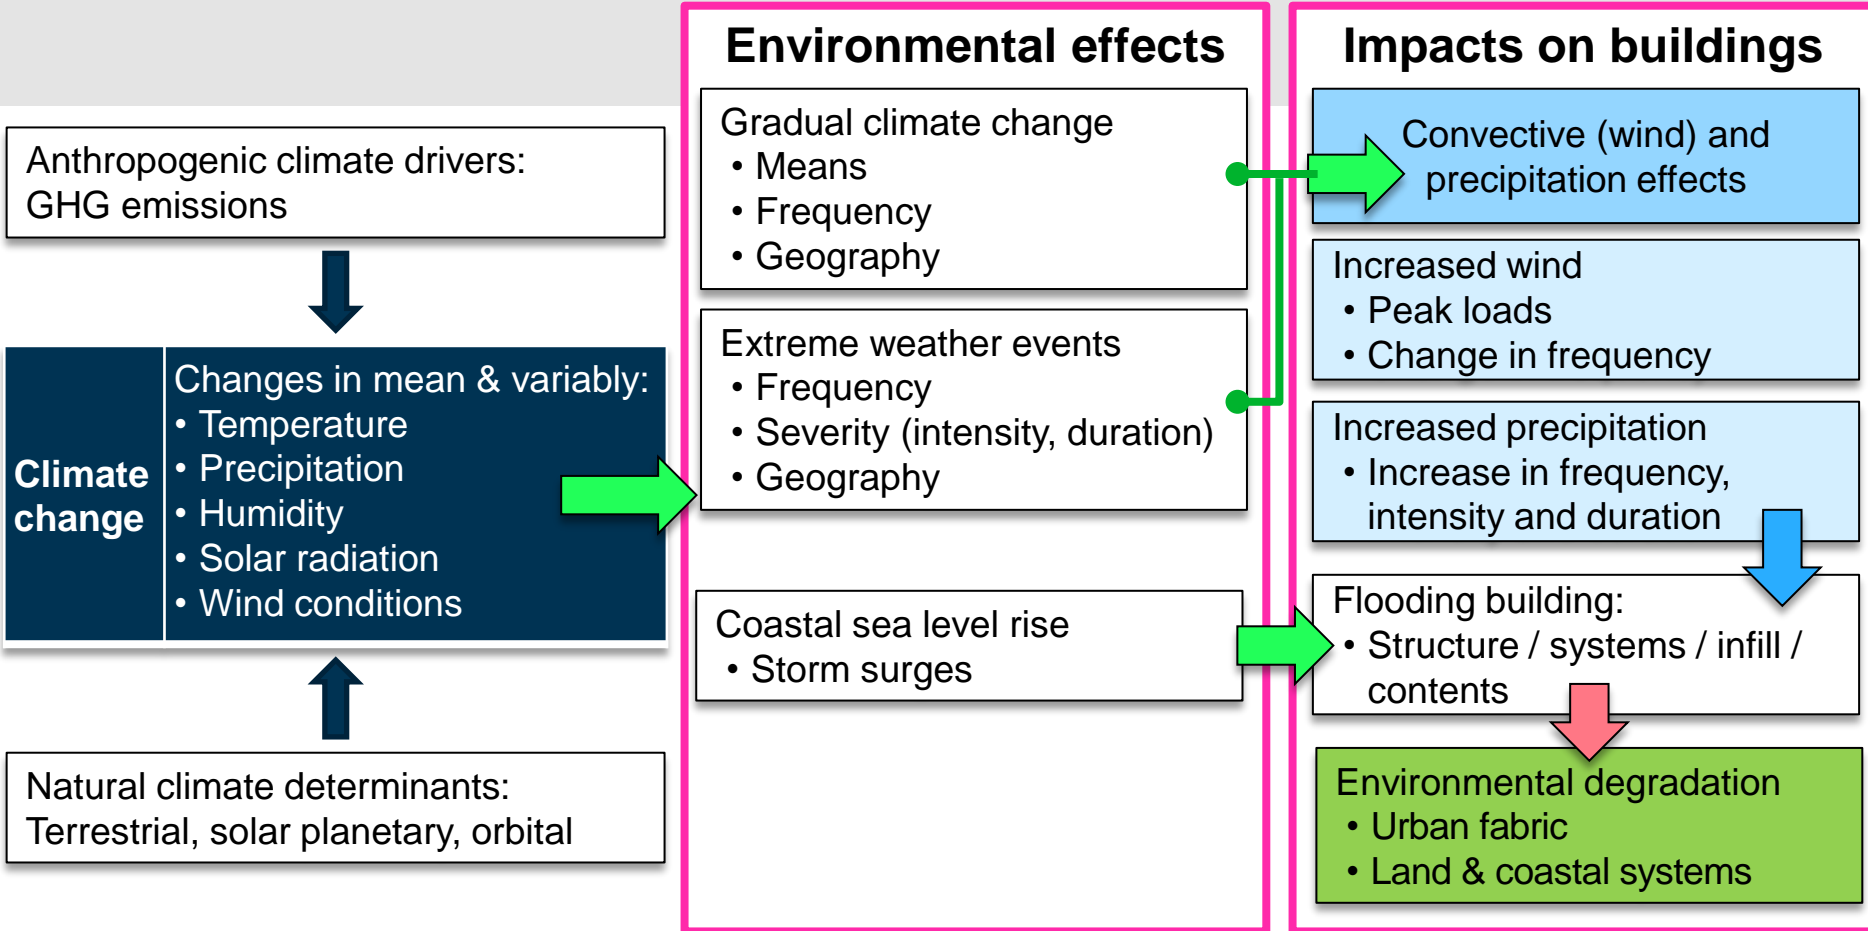 Environmental effects
Impacts on buildings
Anthropogenic climate drivers:
GHG emissions
Climate
change
Changes in mean & variably:
• Temperature
• Precipitation
• Humidity
• Solar radiation
• Wind conditions
Natural climate determinants:
Terrestrial, solar planetary, orbital
Gradual climate change
• Means
• Frequency
• Geography
Extreme weather events
• Frequency
• Severity (intensity, duration)
• Geography
Coastal sea level rise
• Storm surges
Convective (wind) and
precipitation effects
Increased wind
• Peak loads
• Change in frequency
Increased precipitation
• Increase in frequency,
intensity and duration
Flooding building:
• Structure / systems / infill /
contents
Environmental degradation
• Urban fabric
• Land & coastal systems